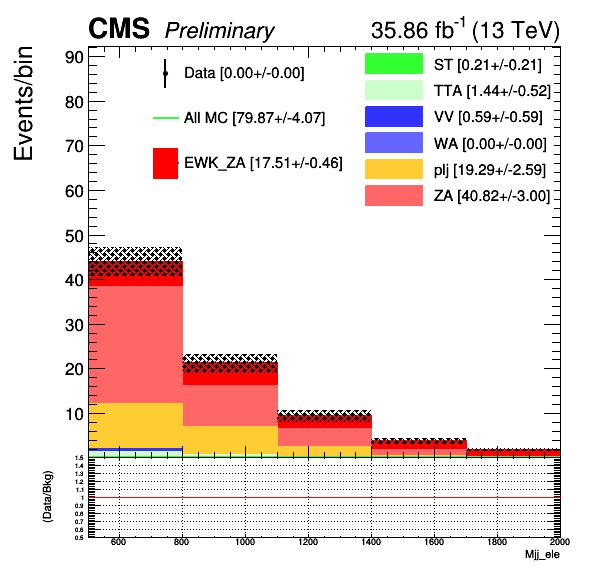 CMS Preliminary 35.86 fb⁻¹ (13 TeV)
Events/bin
90
80
70
60
50
40
30
20
10
Data [0.00+/-0.00]
All MC [79.87+/-4.07]
EWK_ZA [17.51+/-0.46]
ST [0.21+/-0.21]
TTA [1.44+/-0.52]
VV [0.59+/-0.59]
WA [0.00+/-0.00]
plj [19.29+/-2.59]
ZA [40.82+/-3.00]
(Data/Bkg)
1.5
1.4
1.3
1.2
1.1
1
0.9
0.8
0.7
0.6
0.5
600 800 1000 1200 1400 1600 1800 2000
Mjj_ele